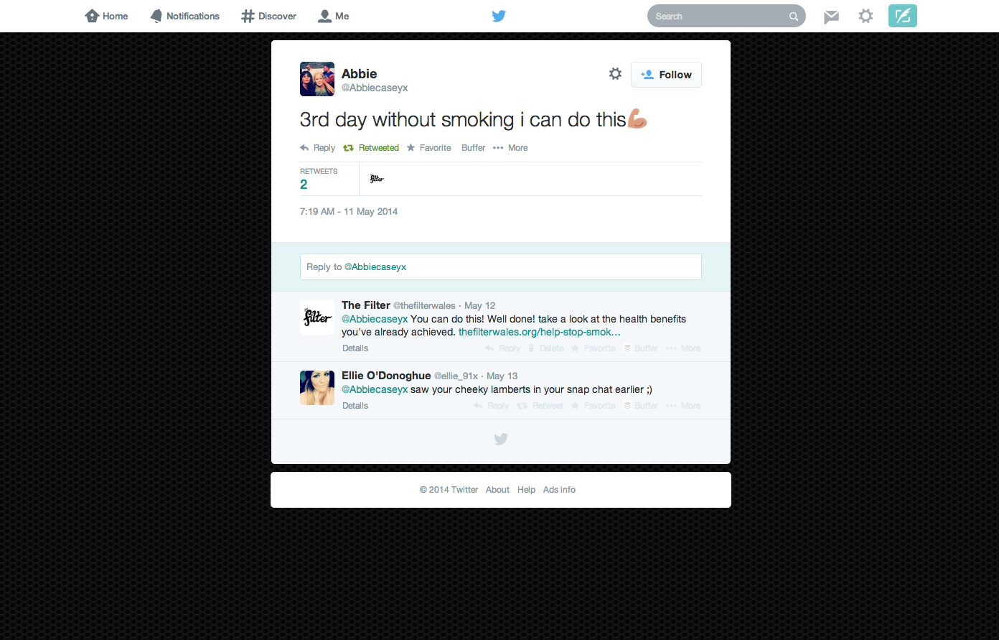 Home Notifications Discover Me Search
Abbie
@Abbiecaseyx
Follow
3rd day without smoking i can do this💪
Reply Retweeted Favorite Buffer More
RETWEETS
2
filter
7:19 AM - 11 May 2014
Reply to @Abbiecaseyx
the filter
The Filter @thefilterwales · May 12
@Abbiecaseyx You can do this! Well done! take a look at the health benefits
you've already achieved. thefilterwales.org/help-stop-smok…
Details Reply Delete Favorite Buffer More
Ellie O'Donoghue @ellie_91x · May 13
@Abbiecaseyx saw your cheeky lamberts in your snap chat earlier ;)
Details Reply Retweet Favorite Buffer More
© 2014 Twitter About Help Ads info